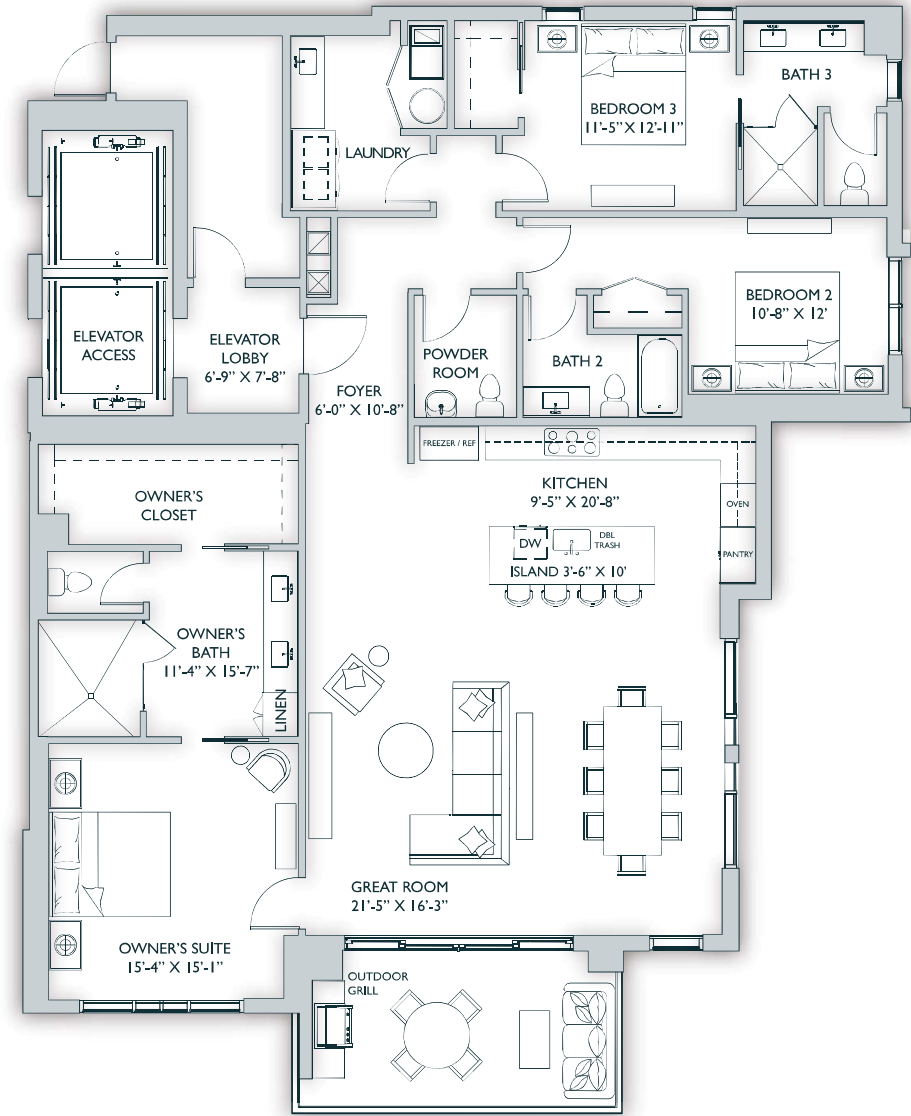 BATH 3
BEDROOM 3
11'-5” X 12'-11”
LAUNDRY
BEDROOM 2
10'-8” X 12'
ELEVATOR
ACCESS
ELEVATOR
LOBBY
6'-9” X 7'-8”
POWDER
ROOM
BATH 2
FOYER
6'-0” X 10'-8”
FREEZER / REF
KITCHEN
9'-5” X 20'-8”
OVEN
OWNER'S
CLOSET
DW
DBL
TRASH
PANTRY
ISLAND 3'-6” X 10'
OWNER'S
BATH
11'-4” X 15'-7”
LINEN
GREAT ROOM
21'-5” X 16'-3”
OWNER'S SUITE
15'-4” X 15'-1”
OUTDOOR
GRILL